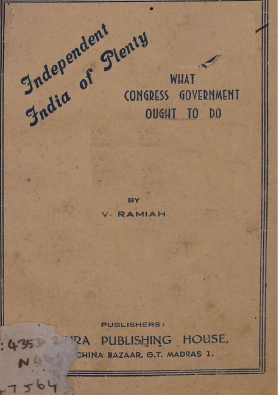 Independent
India of Plenty
WHAT
CONGRESS GOVERNMENT
OUGHT TO DO
BY
V. RAMIAH
PUBLISHERS:
PUBLISHING HOUSE,
CHINA BAZAAR, G.T. MADRAS 1.
7564